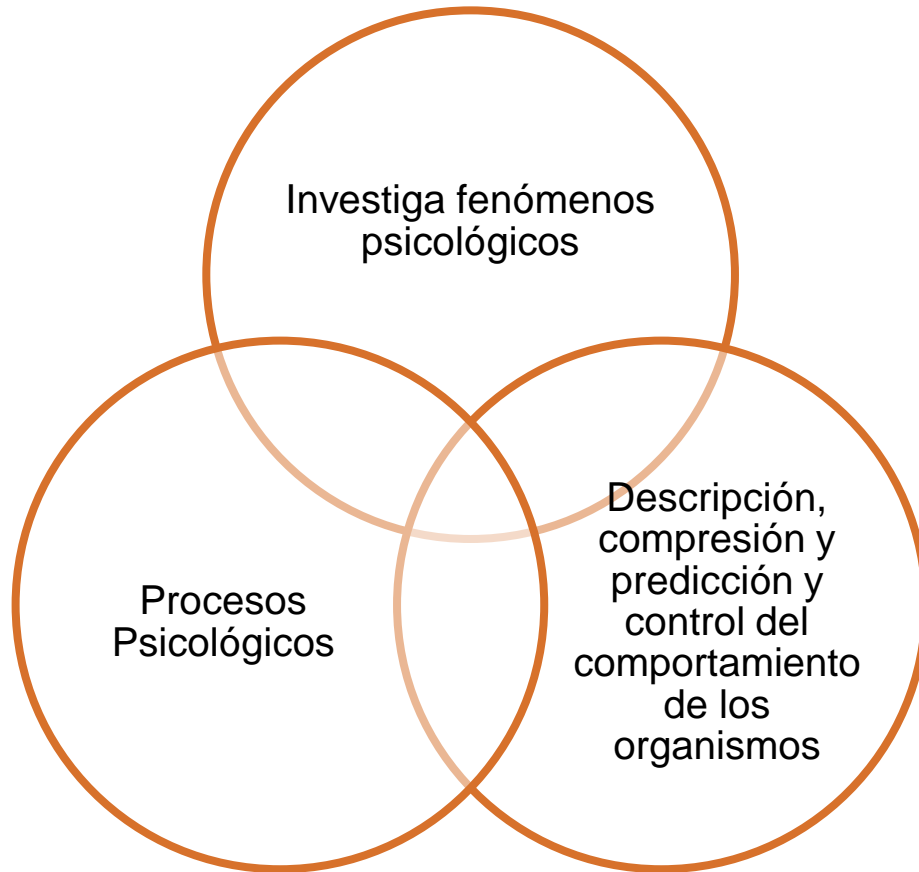 Investiga fenómenos
psicológicos
Procesos
Psicológicos
Descripción,
compresión y
predicción y
control del
comportamiento
de los
organismos